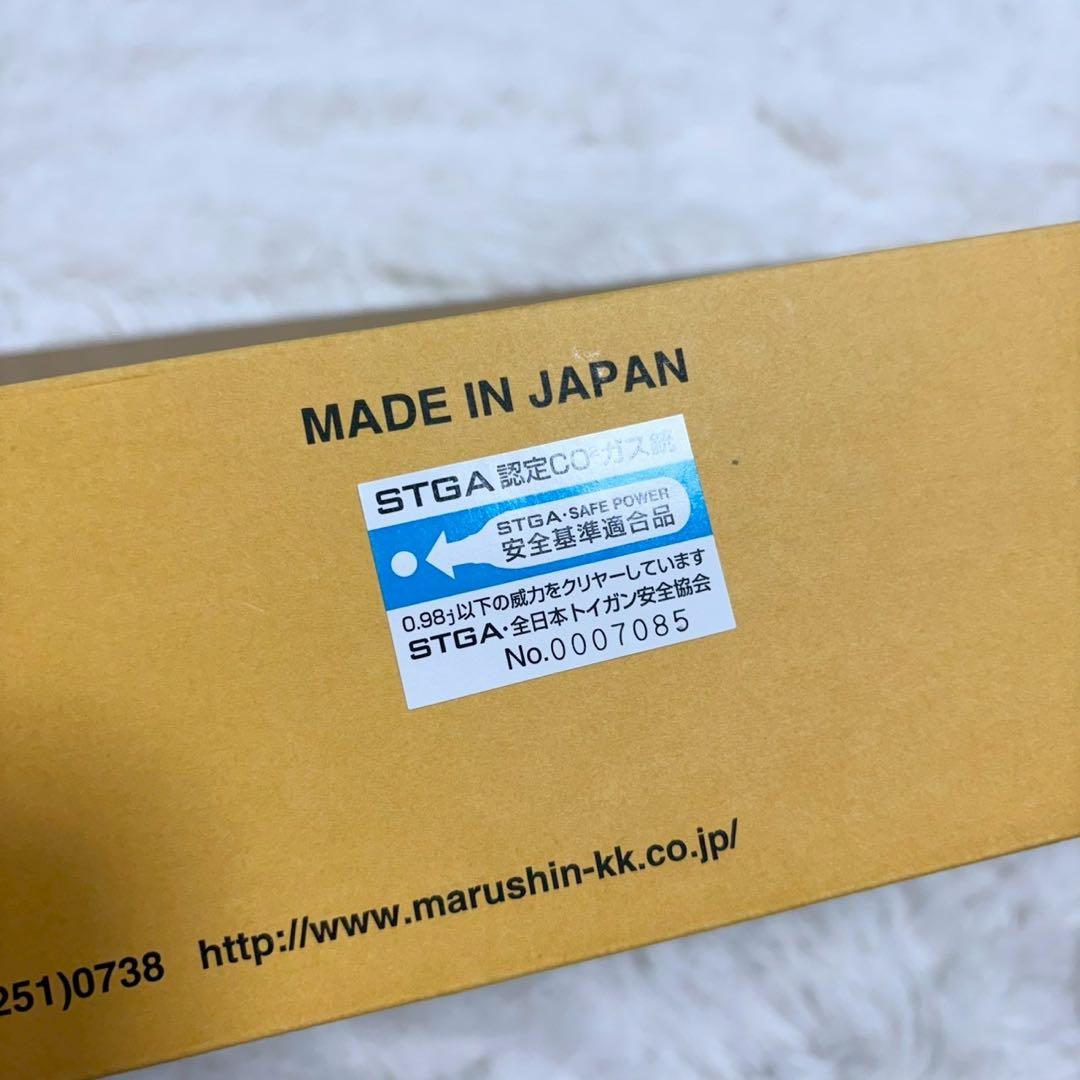 MADE IN JAPAN
STGA 認定CO²ガス銃
STGA・SAFE POWER
安全基準適合品
0.98j以下の威力をクリヤーしています
STGA・全日本トイガン安全協会
No.0007085
251)0738 http://www.marushin-kk.co.jp/